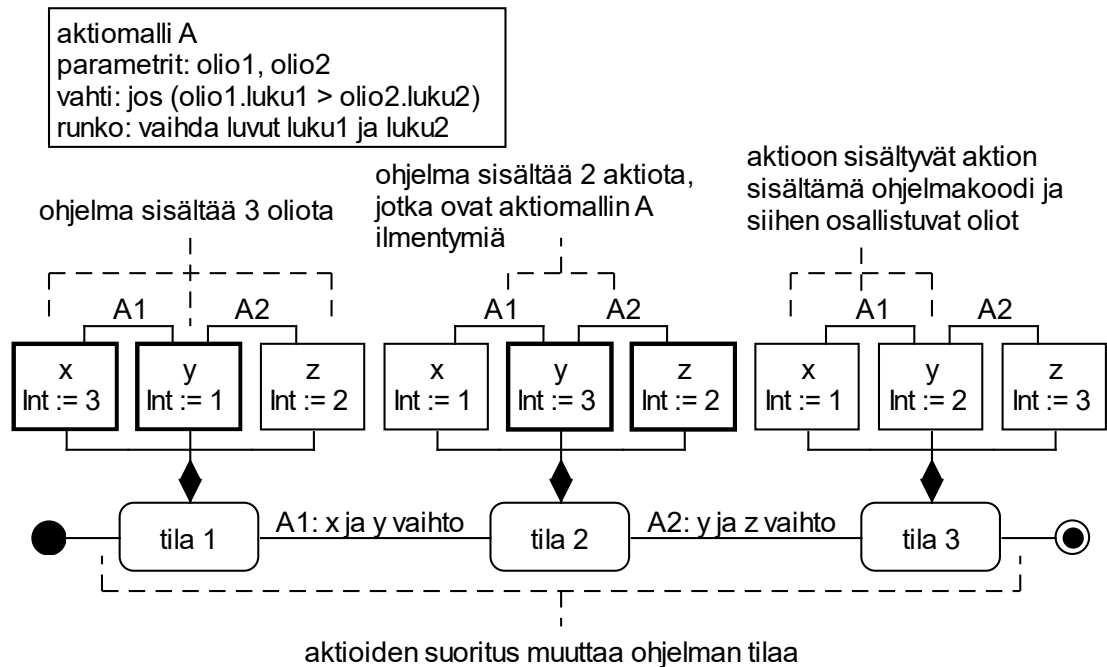 aktiomalli A
parametrit: olio1, olio2
vahti: jos (olio1.luku1 > olio2.luku2)
runko: vaihda luvut luku1 ja luku2
ohjelma sisältää 3 oliota
ohjelma sisältää 2 aktiota,
jotka ovat aktiomallin A
ilmentymiä
aktioon sisältyvät aktion
sisältämä ohjelmakoodi ja
siihen osallistuvat oliot
A1 A2
x y z
Int := 3 Int := 1 Int := 2
A1 A2
x y z
Int := 1 Int := 3 Int := 2
A1 A2
x y z
Int := 1 Int := 2 Int := 3
tila 1 A1: x ja y vaihto tila 2 A2: y ja z vaihto tila 3
aktioiden suoritus muuttaa ohjelman tilaa